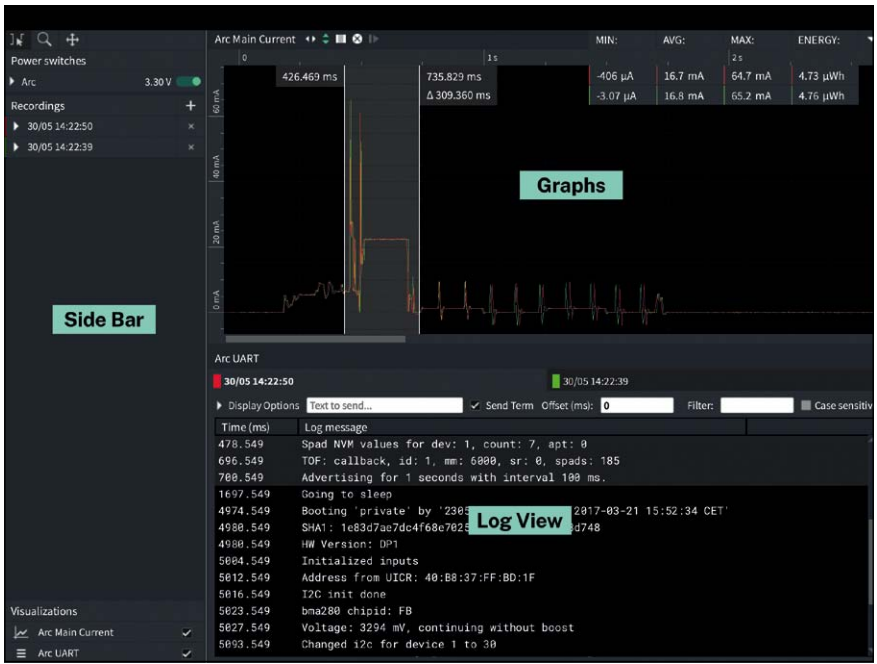 Power switches
Arc 3.30 V
Recordings +
30/05 14:22:50 ×
30/05 14:22:39 ×
Side Bar
Visualizations
Arc Main Current
Arc UART
Arc Main Current
MIN: AVG: MAX: ENERGY:
0 1 s 2 s
426.469 ms 735.829 ms
Δ 309.360 ms
-406 µA 16.7 mA 64.7 mA 4.73 µWh
-3.07 µA 16.8 mA 65.2 mA 4.76 µWh
60 mA
40 mA
20 mA
0 mA
Graphs
Arc UART
30/05 14:22:50 30/05 14:22:39
Display Options Text to send... Send Term Offset (ms): 0 Filter: Case sensitiv
Time (ms) Log message
478.549 Spad NVM values for dev: 1, count: 7, apt: 0
696.549 TOF: callback, id: 1, mm: 6000, sr: 0, spads: 185
700.549 Advertising for 1 seconds with interval 100 ms.
1697.549 Going to sleep
4974.549 Booting 'private' by '2305 2017-03-21 15:52:34 CET'
4980.549 SHA1: 1e83d7ae7dc4f68e7025 d748
4980.549 HW Version: DP1
5004.549 Initialized inputs
5012.549 Address from UICR: 40:B8:37:FF:BD:1F
5016.549 I2C init done
5023.549 bma280 chipid: FB
5027.549 Voltage: 3294 mV, continuing without boost
5093.549 Changed i2c for device 1 to 30
Log View